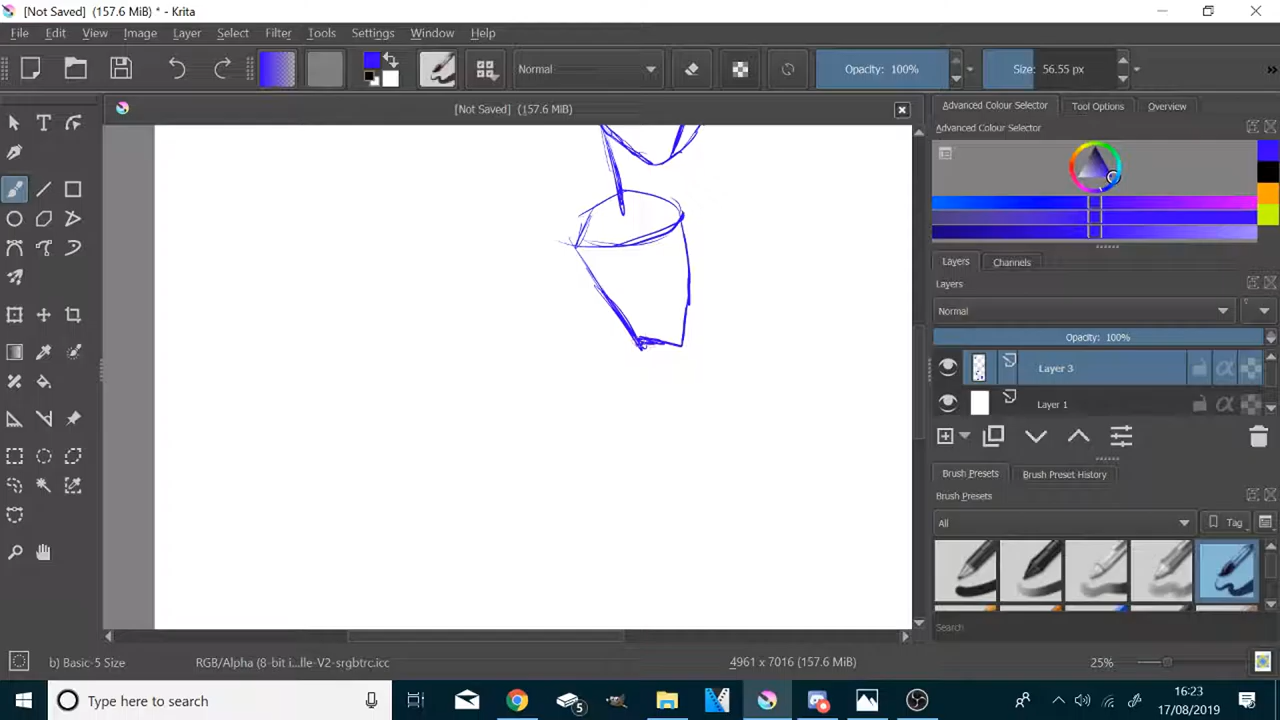 [Not Saved] (157.6 MiB) * - Krita
File Edit View Image Layer Select Filter Tools Settings Window Help
Normal Opacity: 100% Size: 56.55 px »
[Not Saved] (157.6 MiB)
Advanced Colour Selector Tool Options Overview
Advanced Colour Selector
Layers Channels
Layers
Normal
Opacity: 100%
Layer 3
Layer 1
Brush Presets Brush Preset History
Brush Presets
All Tag
Search
b) Basic-5 Size RGB/Alpha (8-bit i...lle-V2-srgbtrc.icc 4961 x 7016 (157.6 MiB) 25%
Type here to search 5 16:23
17/08/2019